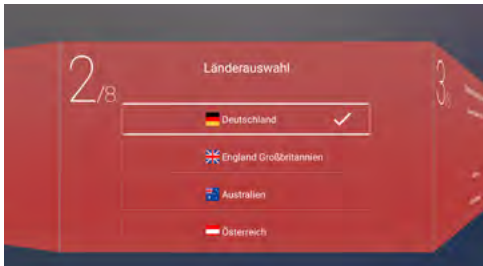 2/8
Länderauswahl
3
Deutschland
England Großbritannien
Australien
Österreich